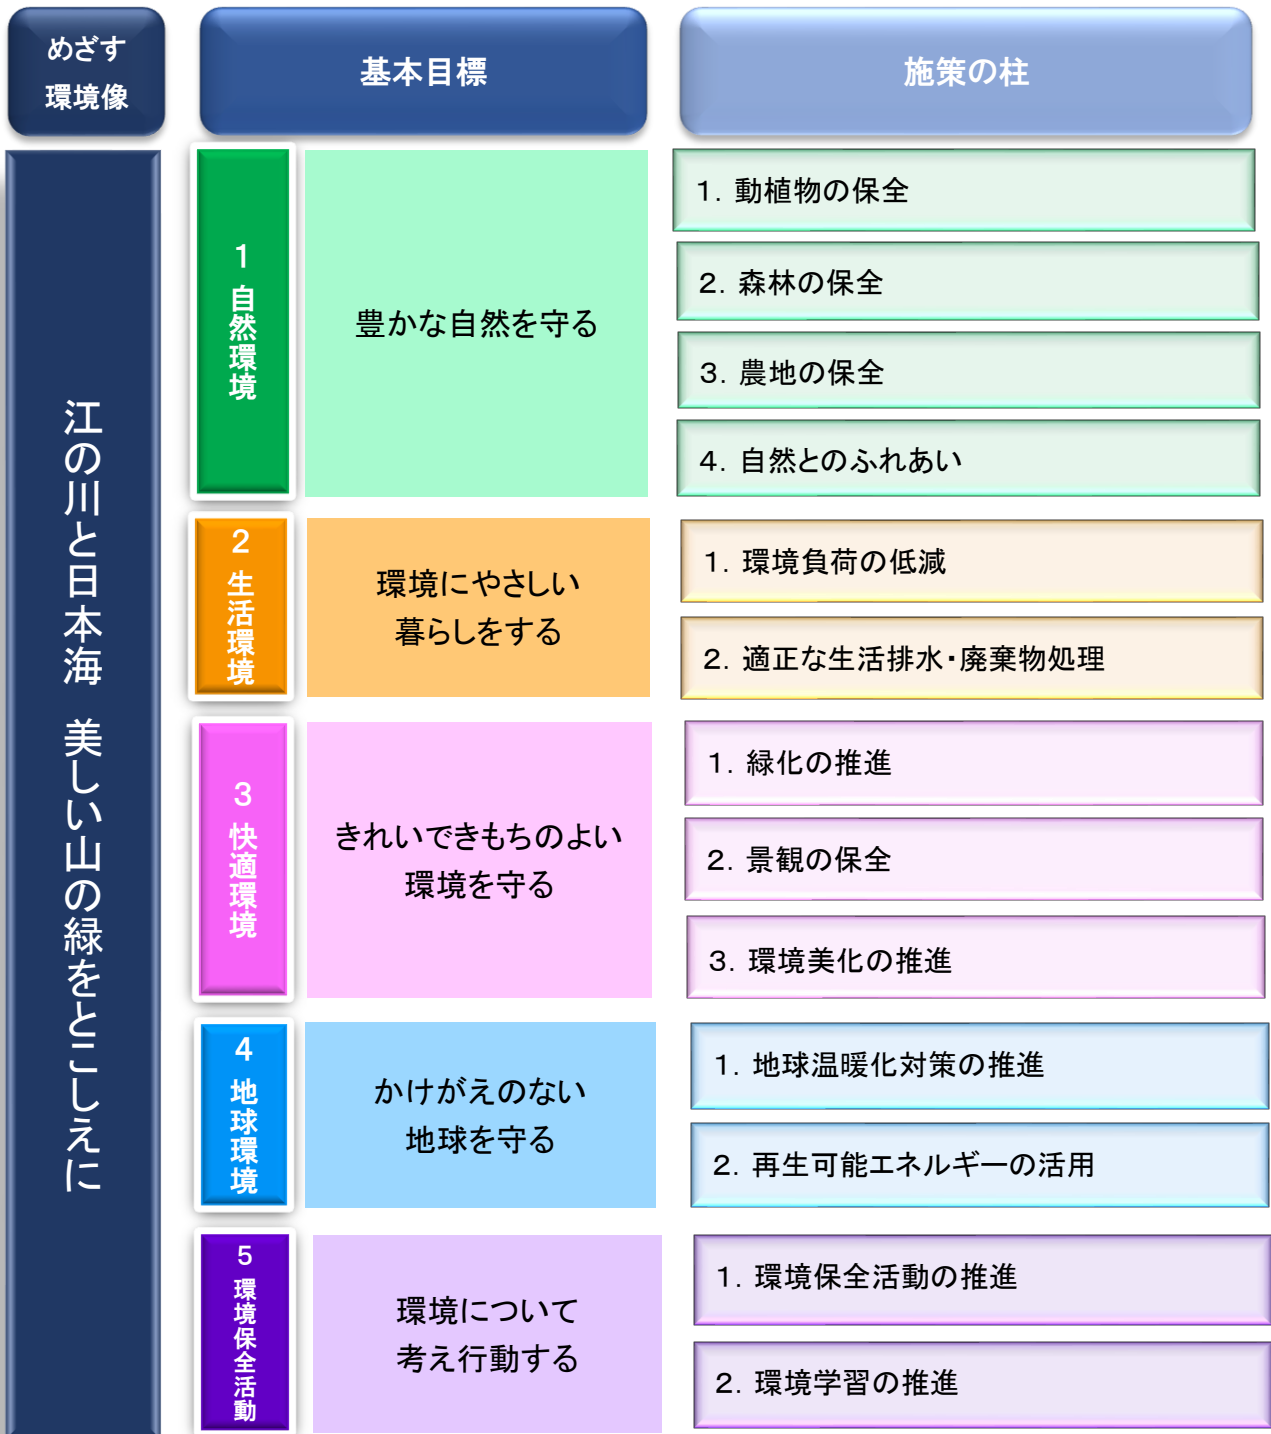 めざす
環境像
基本目標
施策の柱
江の川と日本海　美しい山の緑をとこしえに
1 自然環境
豊かな自然を守る
1. 動植物の保全
2. 森林の保全
3. 農地の保全
4. 自然とのふれあい
2 生活環境
環境にやさしい
暮らしをする
1. 環境負荷の低減
2. 適正な生活排水・廃棄物処理
3 快適環境
きれいできもちのよい
環境を守る
1. 緑化の推進
2. 景観の保全
3. 環境美化の推進
4 地球環境
かけがえのない
地球を守る
1. 地球温暖化対策の推進
2. 再生可能エネルギーの活用
5 環境保全活動
環境について
考え行動する
1. 環境保全活動の推進
2. 環境学習の推進